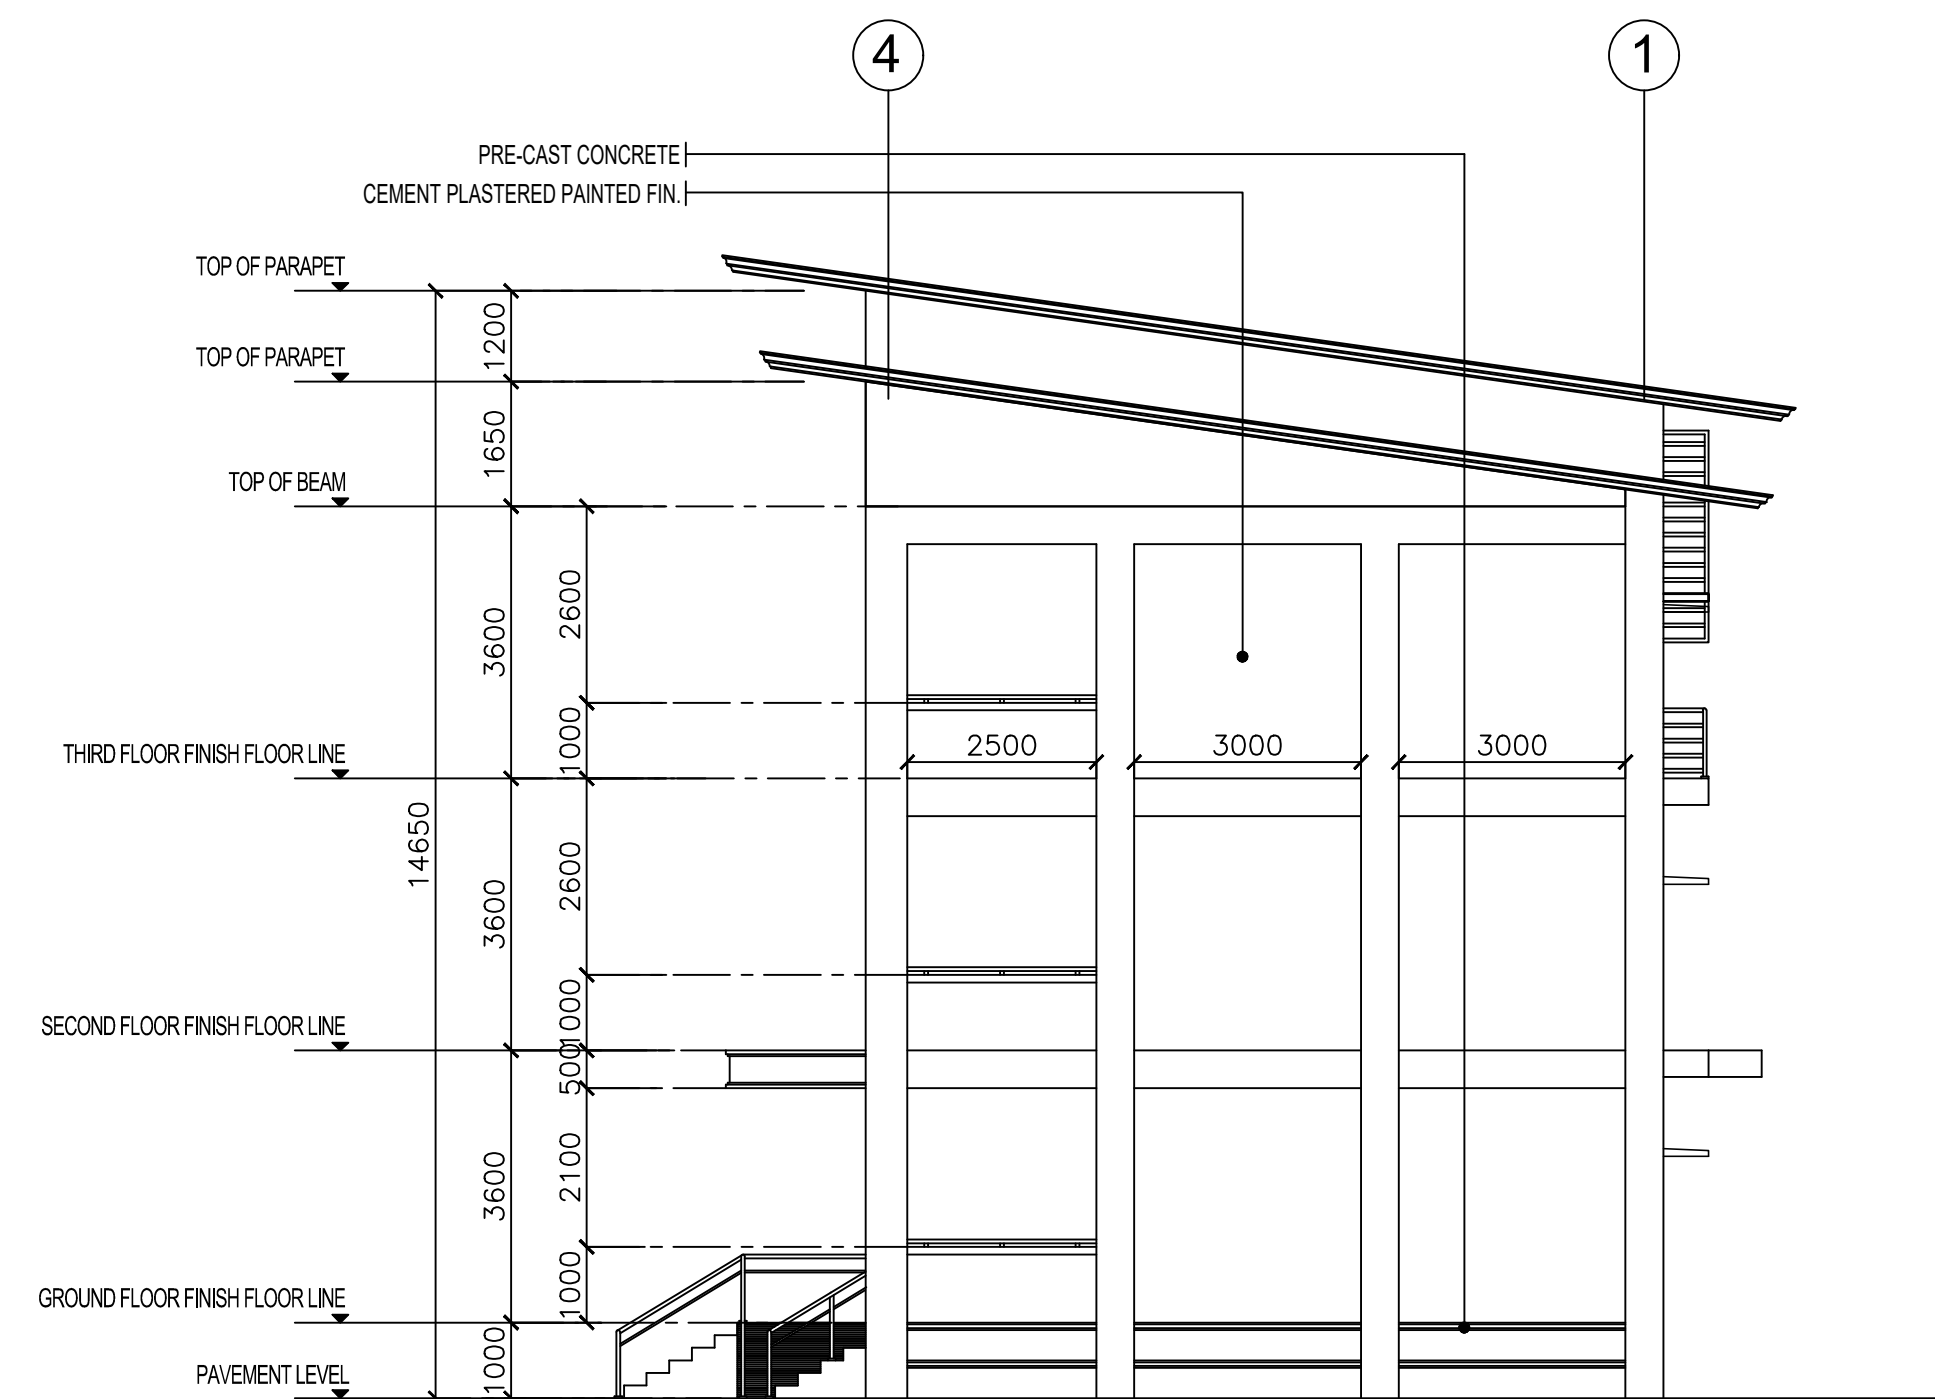 4
1
PRE-CAST CONCRETE
CEMENT PLASTERED PAINTED FIN.
TOP OF PARAPET
1200
TOP OF PARAPET
1650
TOP OF BEAM
2600
3600
1000
2500
3000
3000
THIRD FLOOR FINISH FLOOR LINE
14650
2600
3600
1000
SECOND FLOOR FINISH FLOOR LINE
500
2100
3600
1000
GROUND FLOOR FINISH FLOOR LINE
1000
PAVEMENT LEVEL